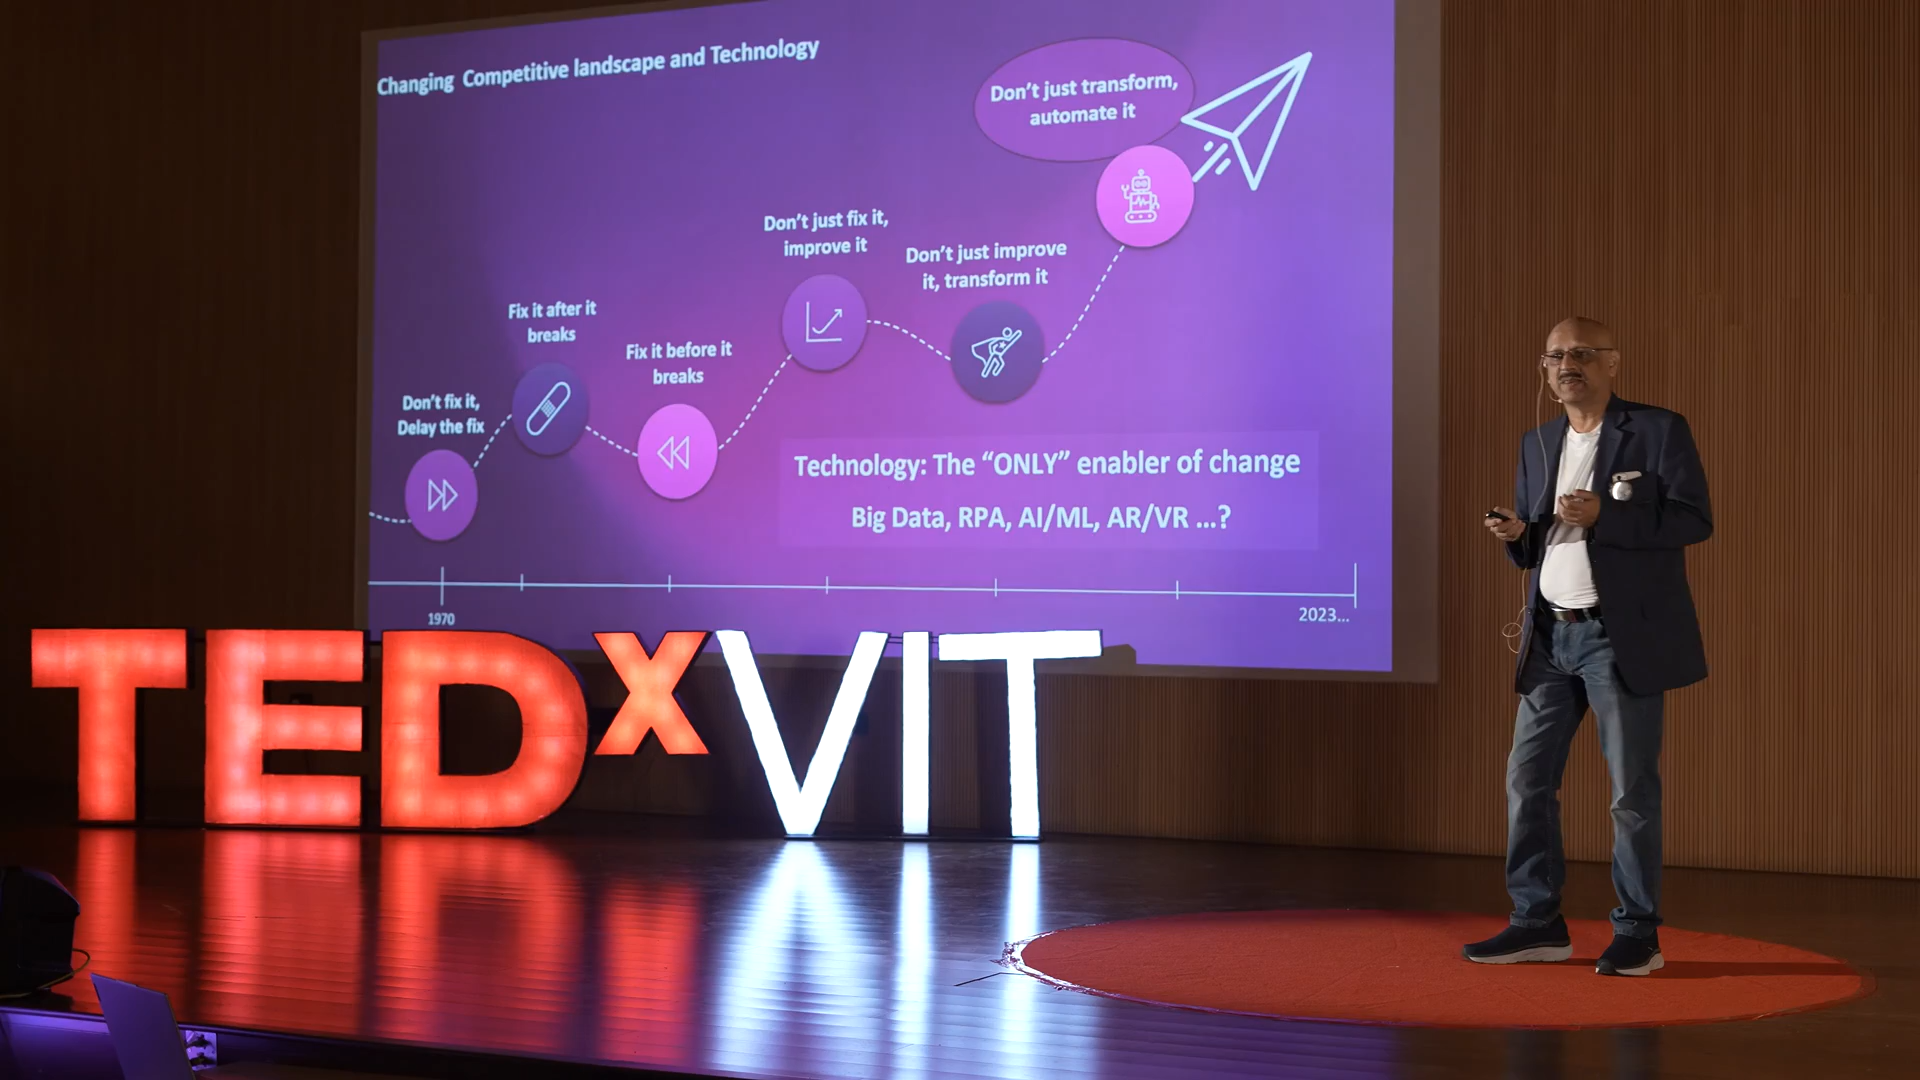 Changing Competitive landscape and Technology
Don't just transform,
automate it
Don't just fix it,
improve it
Don't just improve
it, transform it
Fix it after it
breaks
Fix it before it
breaks
Don't fix it,
Delay the fix
Technology: The “ONLY” enabler of change
Big Data, RPA, AI/ML, AR/VR ...?
1970
2023...
TEDxVIT